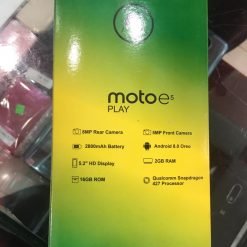 moto e5
PLAY
8MP Rear Camera
5MP Front Camera
2800mAh Battery
Android 8.0 Oreo
5.2" HD Display
2GB RAM
16GB ROM
Qualcomm Snapdragon
427 Processor